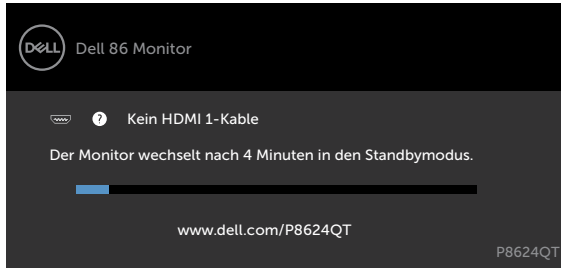 DELL Dell 86 Monitor
? Kein HDMI 1-Kable
Der Monitor wechselt nach 4 Minuten in den Standbymodus.
www.dell.com/P8624QT
P8624QT